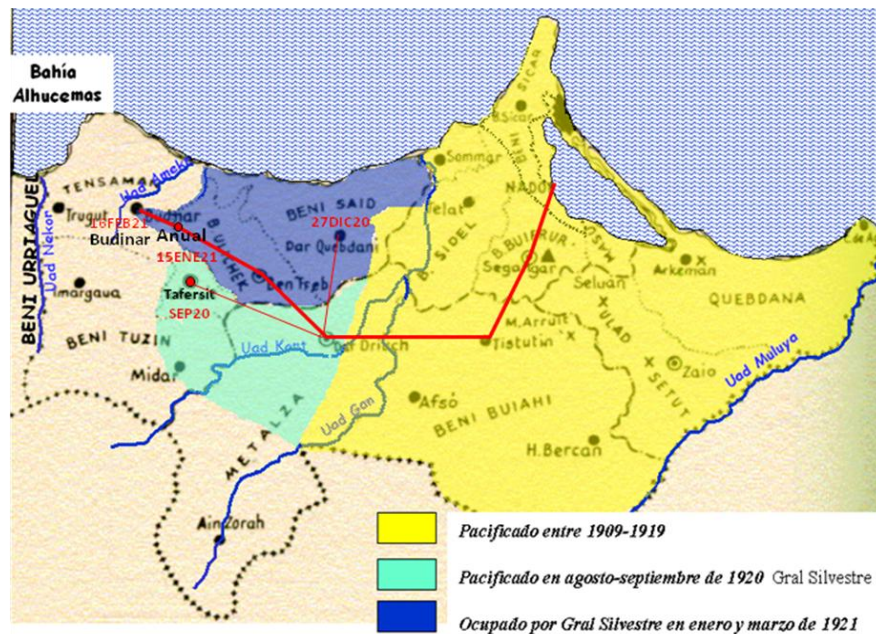 Bahía
Alhucemas
BENI URRIAGUEL
Uad Nekor
TENSAMAN
Uad Amekran
Trugut
16FEB21
Budinar
Budinar
Anual
15ENE21
BENI SAID
27DIC20
Dar Quebdani
Ben Tieb
Imargaua
Tafersit
SEP20
BENI TUZIN
Midar
Uad Kert
Dar Driüch
METALZA
Uad Gan
Ain Zorah
SICAR
BENI
B.Sicar
Sammar
NADOR
B. SIDEL
B.BUIFRUR
Segangar
MASUZA
Seluan
Arkeman
QUEBDANA
M.Arruit
Tistutin
ULAD
SETUT
Zaio
Uad Muluya
Afsó
BENI BUIAHI
H.Bercan
Pacificado entre 1909-1919
Pacificado en agosto-septiembre de 1920 Gral Silvestre
Ocupado por Gral Silvestre en enero y marzo de 1921